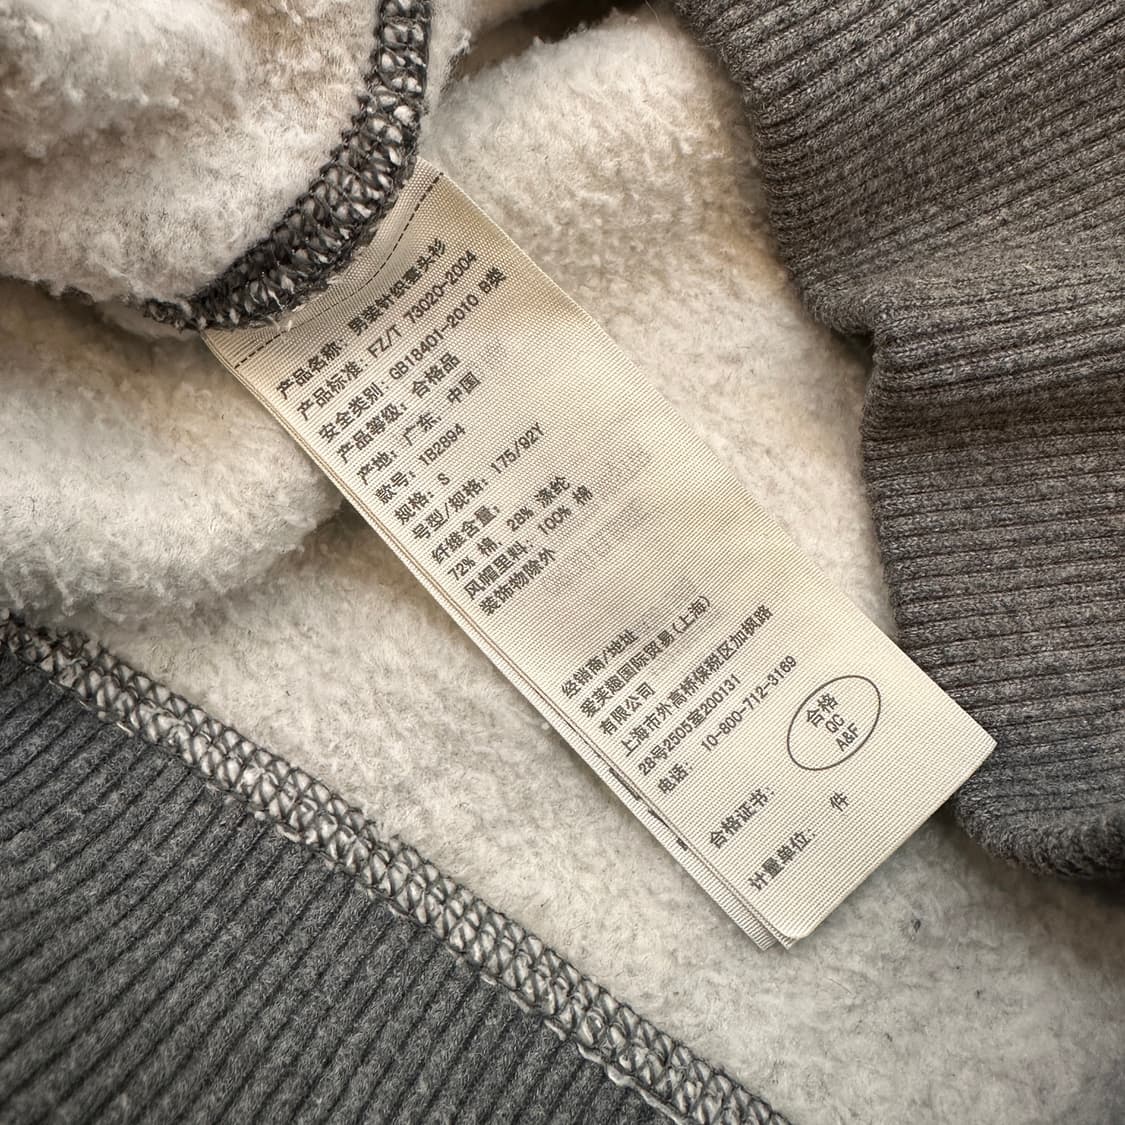 产品名称: 男装针织套头衫
产品标准: FZ/T 73020-2004
安全类别: GB18401-2010 B类
产品等级: 合格品
产地: 广东, 中国
款号: 182894
规格: S
号型/规格: 175/92Y
纤维含量:
72% 棉, 28% 涤纶
风帽里料: 100% 棉
装饰物除外
经销商/地址
爱芙趣国际贸易(上海)
有限公司
上海市外高桥保税区加枫路
28号2505室200131
电话: 10-800-712-3169
合格证书:
合格
QC
A&F
计量单位: 件